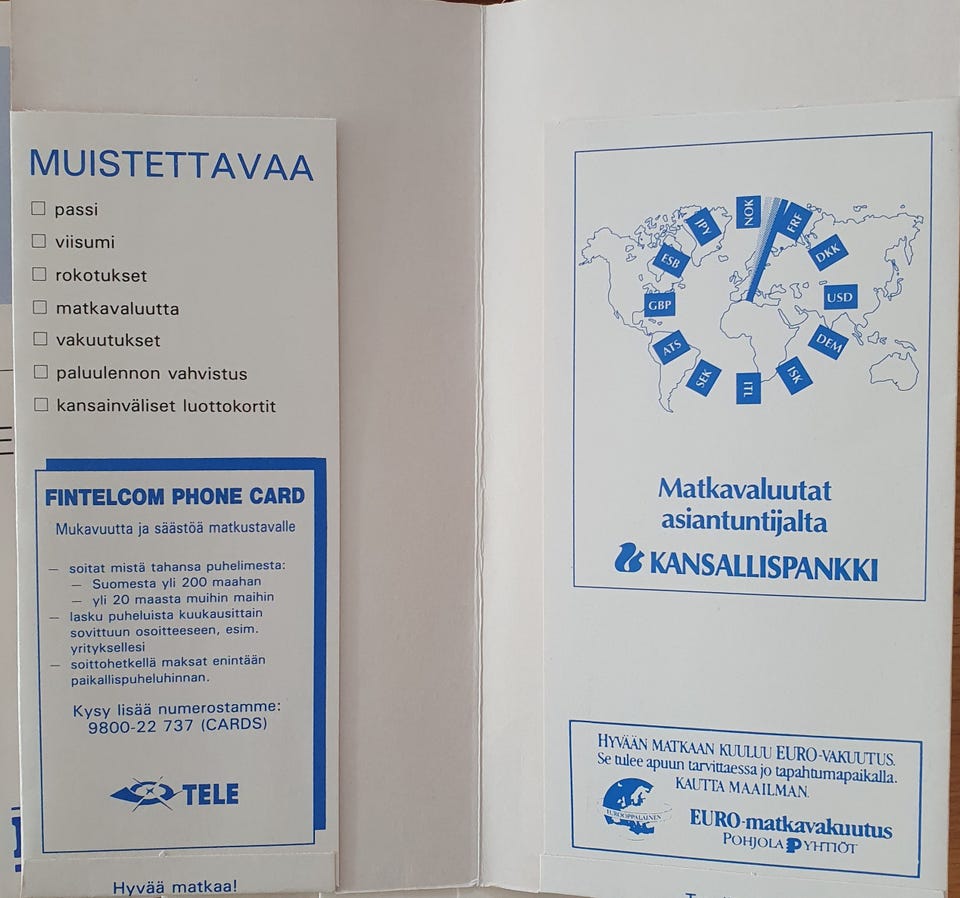 MUISTETTAVAA
passi
viisumi
rokotukset
matkavaluutta
vakuutukset
paluulennon vahvistus
kansainväliset luottokortit
FINTELCOM PHONE CARD
Mukavuutta ja säästöä matkustavalle
— soitat mistä tahansa puhelimesta:
— Suomesta yli 200 maahan
— yli 20 maasta muihin maihin
— lasku puheluista kuukausittain
sovittuun osoitteeseen, esim.
yrityksellesi
— soittohetkellä maksat enintään
paikallispuheluhinnan.
Kysy lisää numerostamme:
9800-22 737 (CARDS)
TELE
Hyvää matkaa!
NOK
FRF
DKK
USD
DEM
ISK
ITL
SEK
ATS
GBP
ESB
JPY
Matkavaluutat
asiantuntijalta
KANSALLISPANKKI
HYVÄÄN MATKAAN KUULUU EURO-VAKUUTUS.
Se tulee apuun tarvittaessa jo tapahtumapaikalla.
KAUTTA MAAILMAN.
EUROOPPALAINEN
EURO-matkavakuutus
POHJOLA YHTIÖT